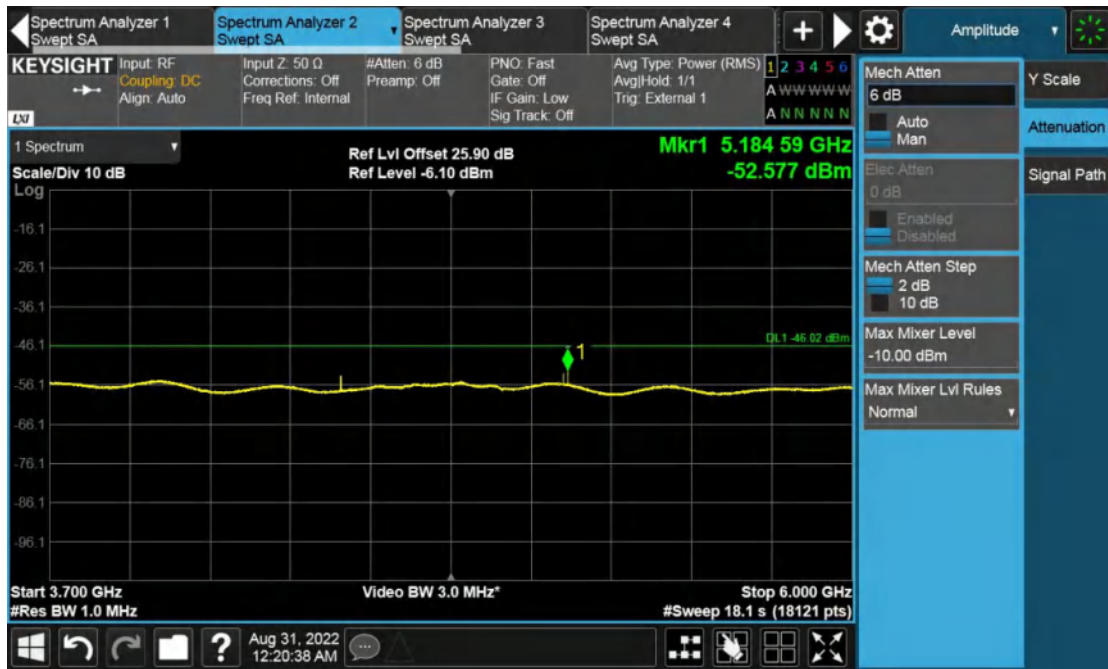 Spectrum Analyzer 1
Swept SA
Spectrum Analyzer 2
Swept SA
Spectrum Analyzer 3
Swept SA
Spectrum Analyzer 4
Swept SA
+
Amplitude
KEYSIGHT
LXI
Input: RF
Coupling: DC
Align: Auto
Input Z: 50 Ω
Corrections: Off
Freq Ref: Internal
#Atten: 6 dB
Preamp: Off
PNO: Fast
Gate: Off
IF Gain: Low
Sig Track: Off
Avg Type: Power (RMS)
Avg|Hold: 1/1
Trig: External 1
1 2 3 4 5 6
A W W W W W
A N N N N N
1 Spectrum
Scale/Div 10 dB
Log
Ref Lvl Offset 25.90 dB
Ref Level -6.10 dBm
Mkr1 5.184 59 GHz
-52.577 dBm
-16.1
-26.1
-36.1
-46.1
-56.1
-66.1
-76.1
-86.1
-96.1
DL1 -46.02 dBm
1
Start 3.700 GHz
#Res BW 1.0 MHz
Video BW 3.0 MHz*
Stop 6.000 GHz
#Sweep 18.1 s (18121 pts)
Mech Atten
6 dB
Auto
Man
Elec Atten
0 dB
Enabled
Disabled
Mech Atten Step
2 dB
10 dB
Max Mixer Level
-10.00 dBm
Max Mixer Lvl Rules
Normal
Y Scale
Attenuation
Signal Path
?
Aug 31, 2022
12:20:38 AM